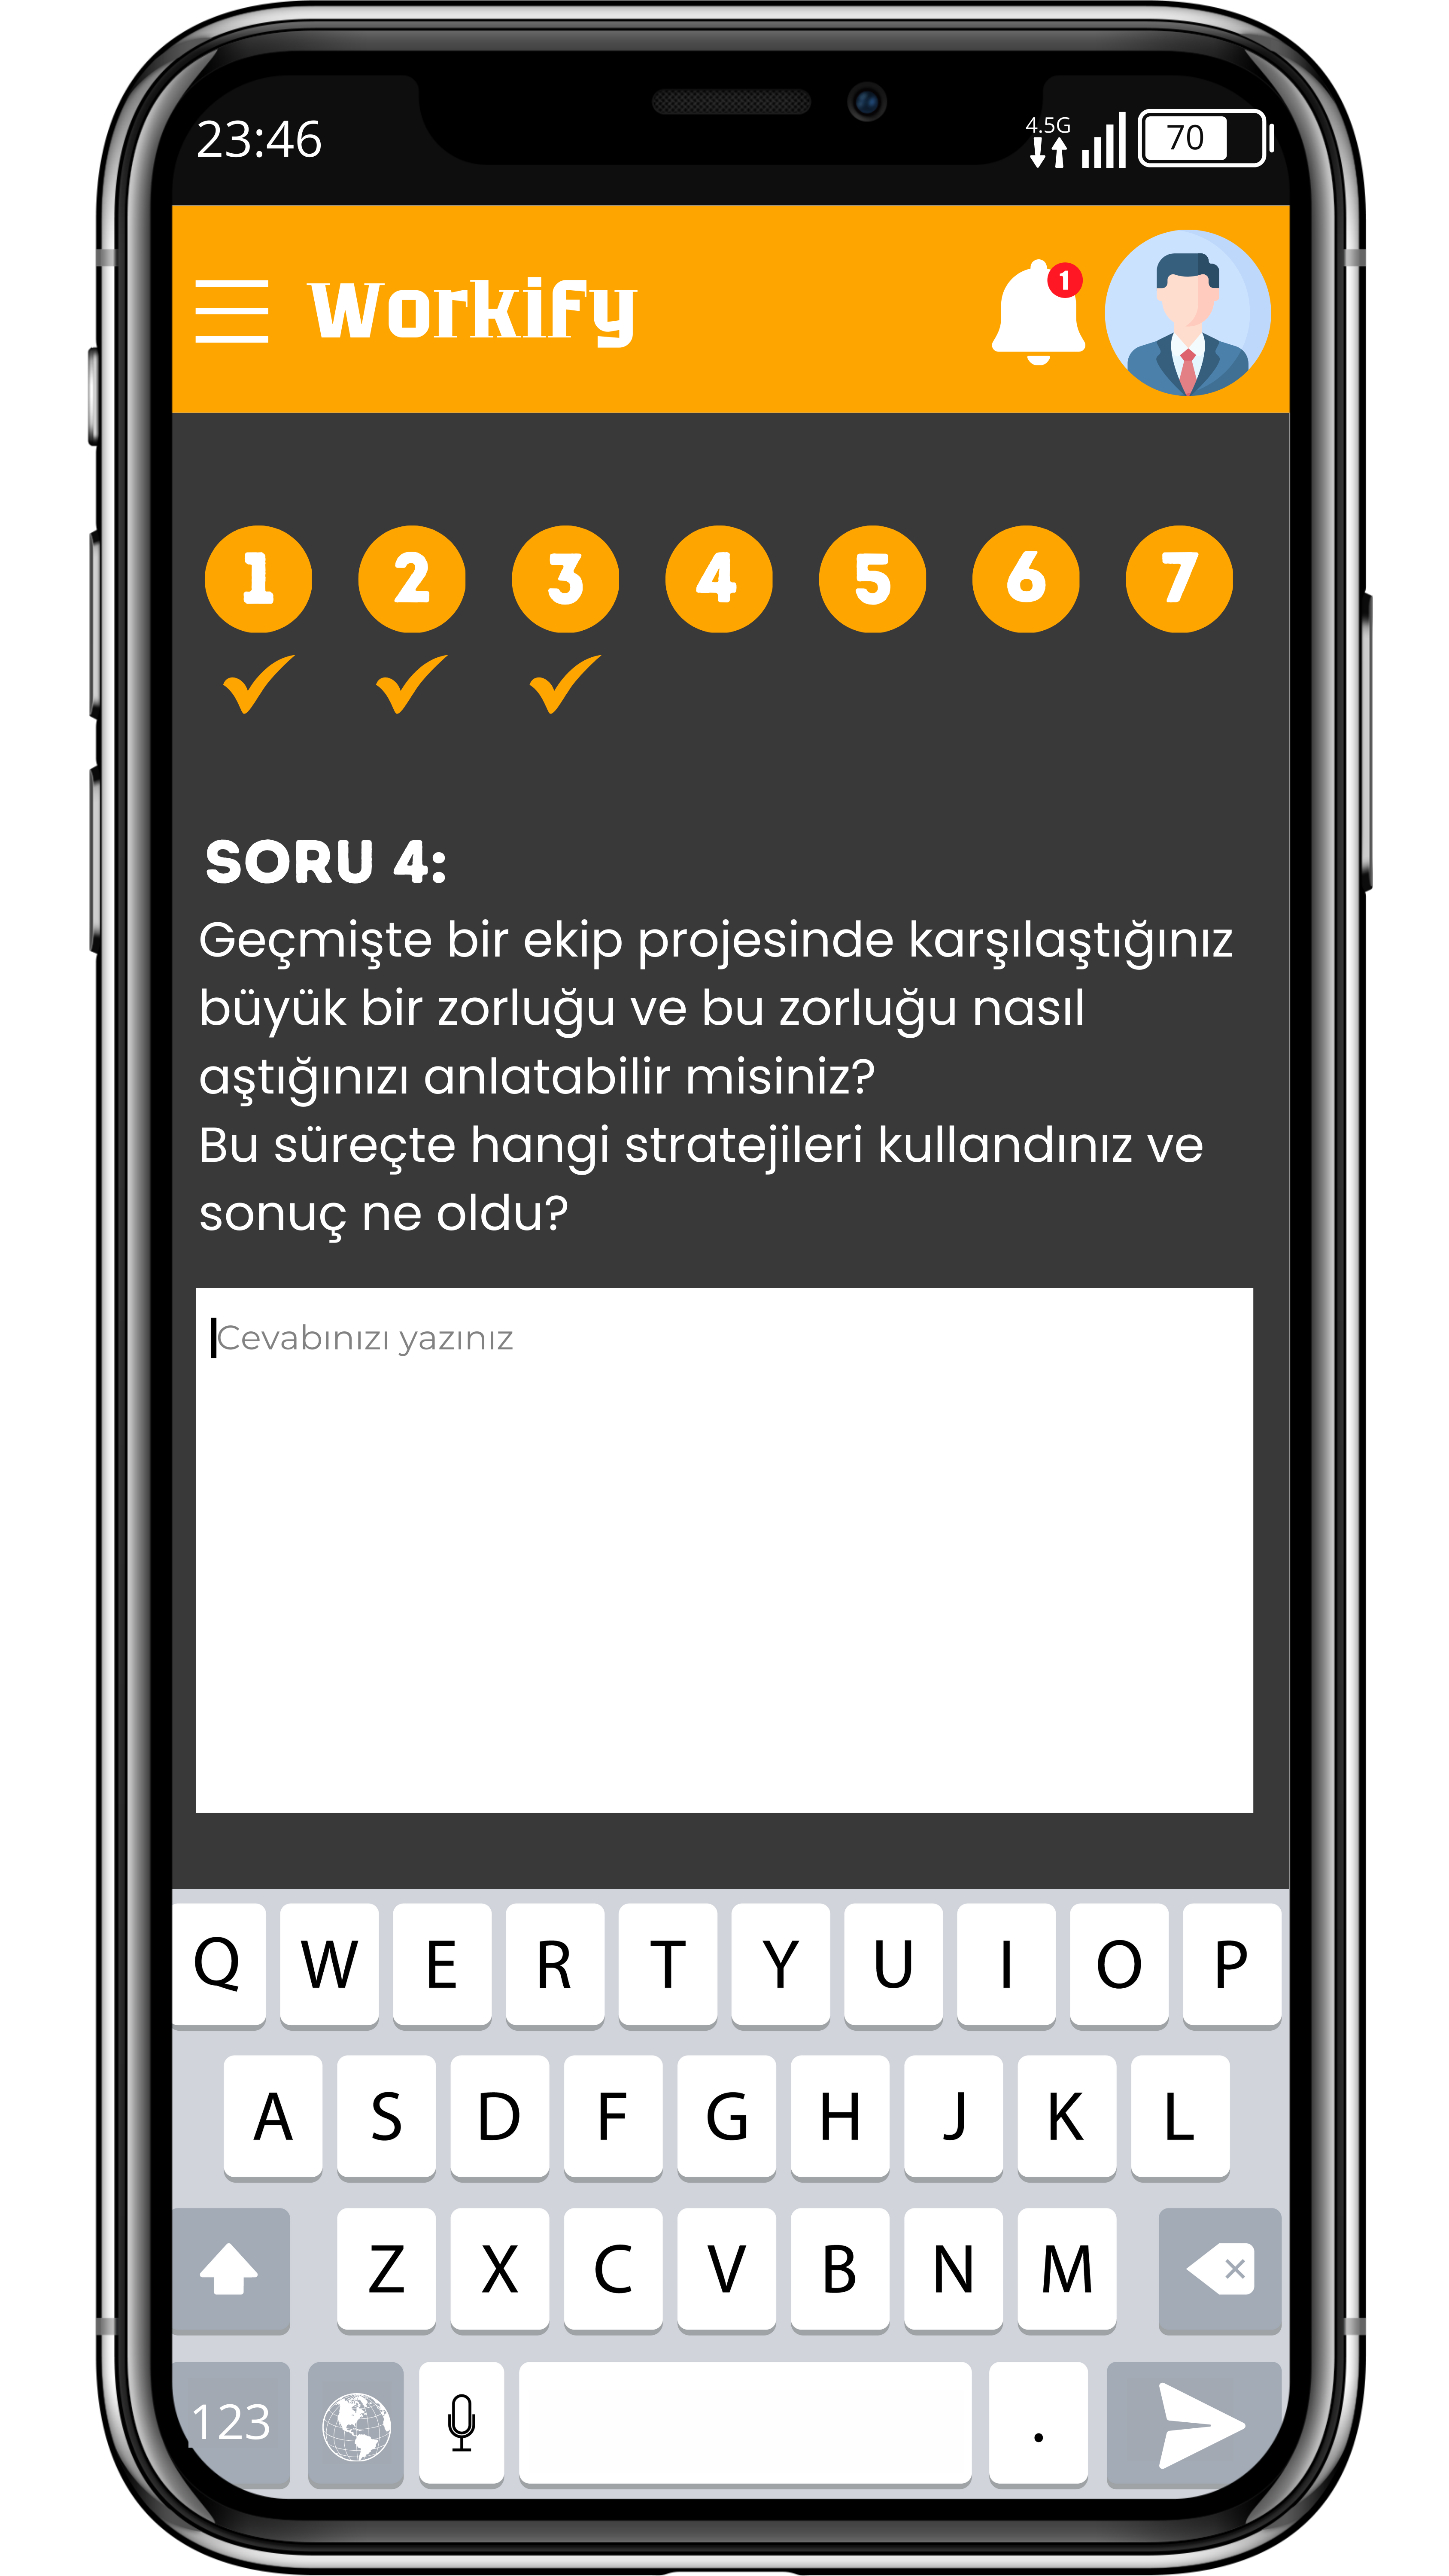 23:46
4.5G
70
Workify
1
1 2 3 4 5 6 7
SORU 4:
Geçmişte bir ekip projesinde karşılaştığınız
büyük bir zorluğu ve bu zorluğu nasıl
aştığınızı anlatabilir misiniz?
Bu süreçte hangi stratejileri kullandınız ve
sonuç ne oldu?
Cevabınızı yazınız
Q W E R T Y U I O P
A S D F G H J K L
Z X C V B N M
123 .